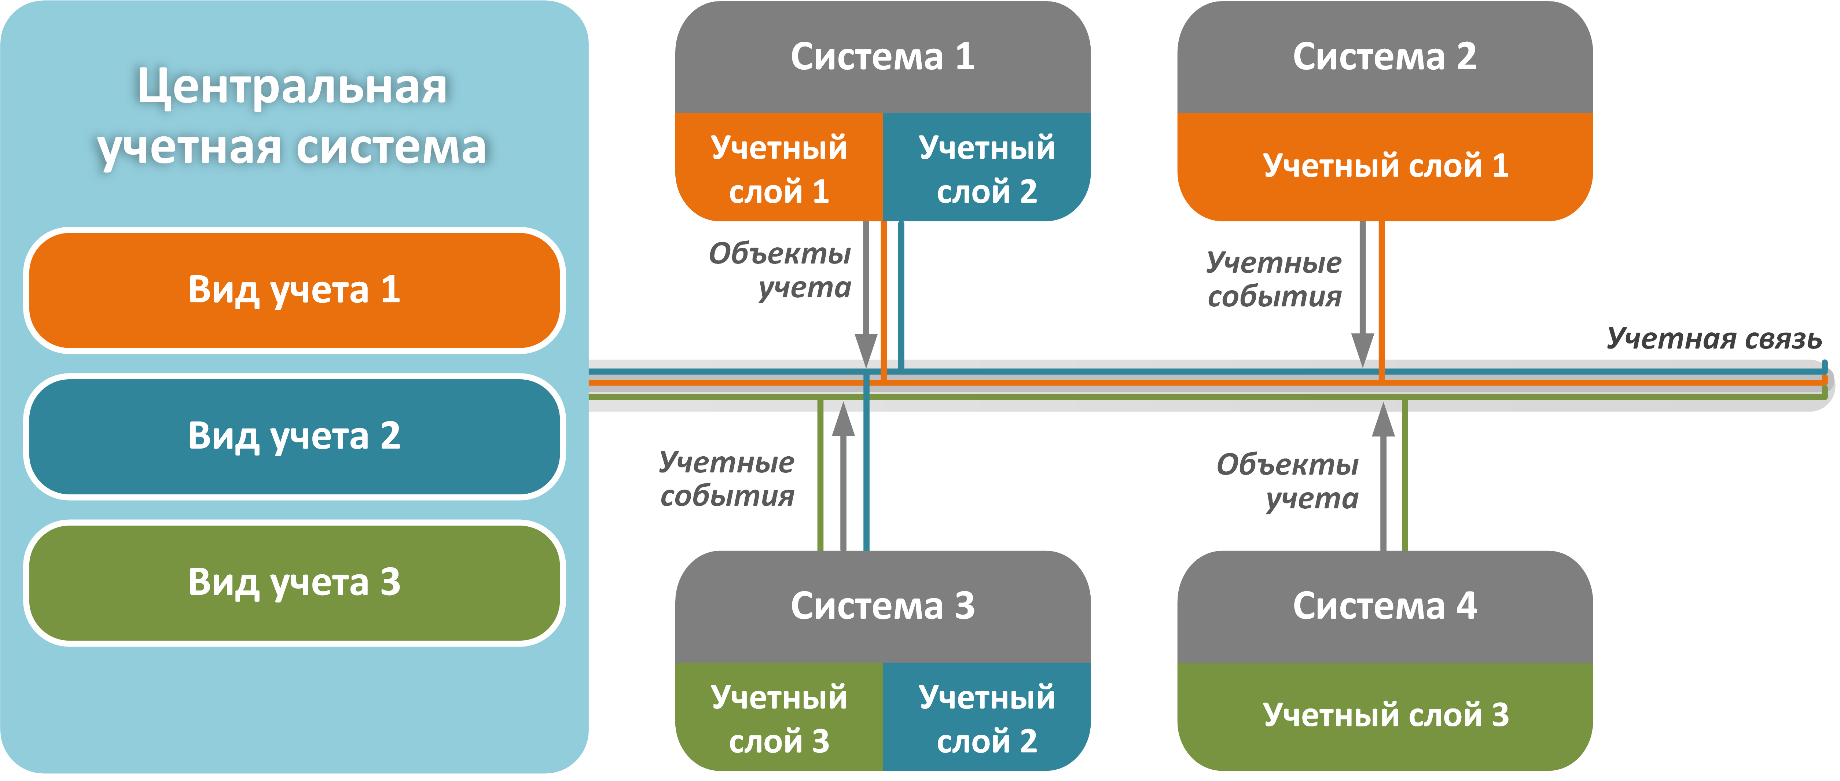 Центральная
учетная система
Вид учета 1
Вид учета 2
Вид учета 3
Система 1
Учетный
слой 1
Учетный
слой 2
Система 2
Учетный слой 1
Объекты
учета
Учетные
события
Учетная связь
Учетные
события
Объекты
учета
Система 3
Учетный
слой 3
Учетный
слой 2
Система 4
Учетный слой 3